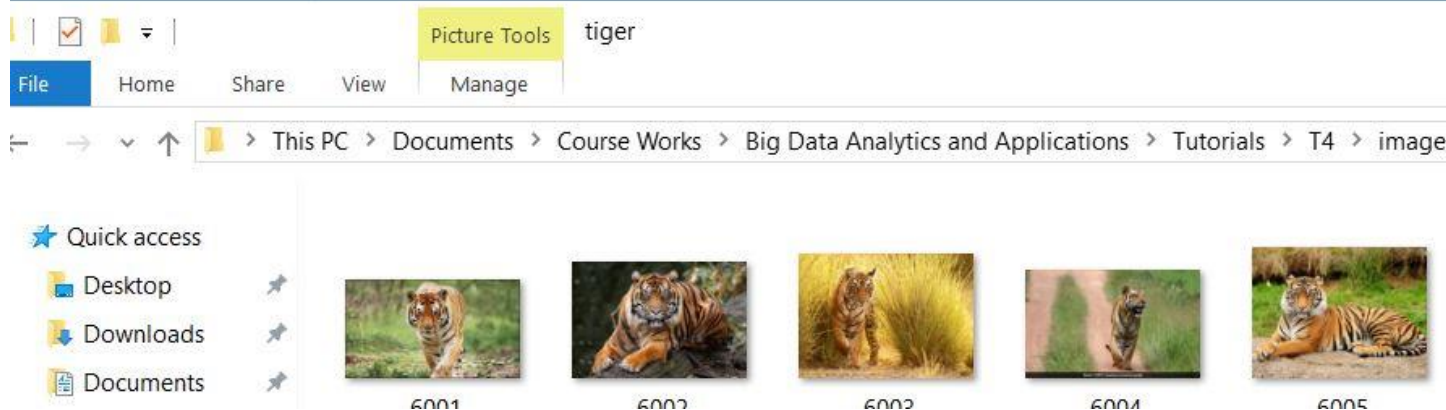 Picture Tools tiger
File Home Share View Manage
This PC > Documents > Course Works > Big Data Analytics and Applications > Tutorials > T4 > image
Quick access
Desktop
Downloads
Documents
6001 6002 6003 6004 6005